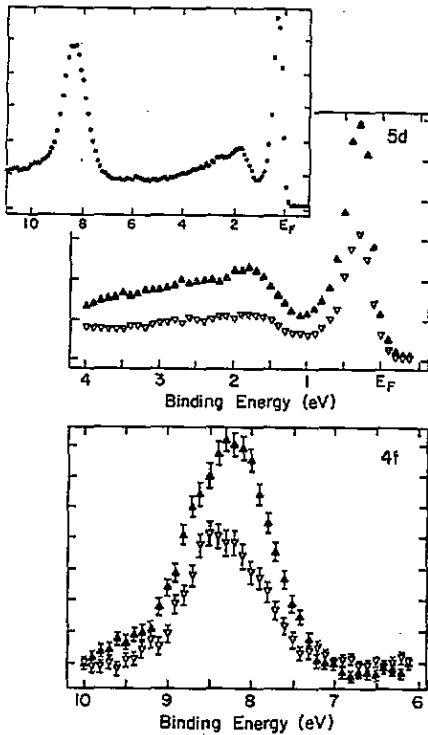 10 8 6 4 2 E_F
5d
4 3 2 1 E_F
Binding Energy (eV)
4f
10 9 8 7 6
Binding Energy (eV)